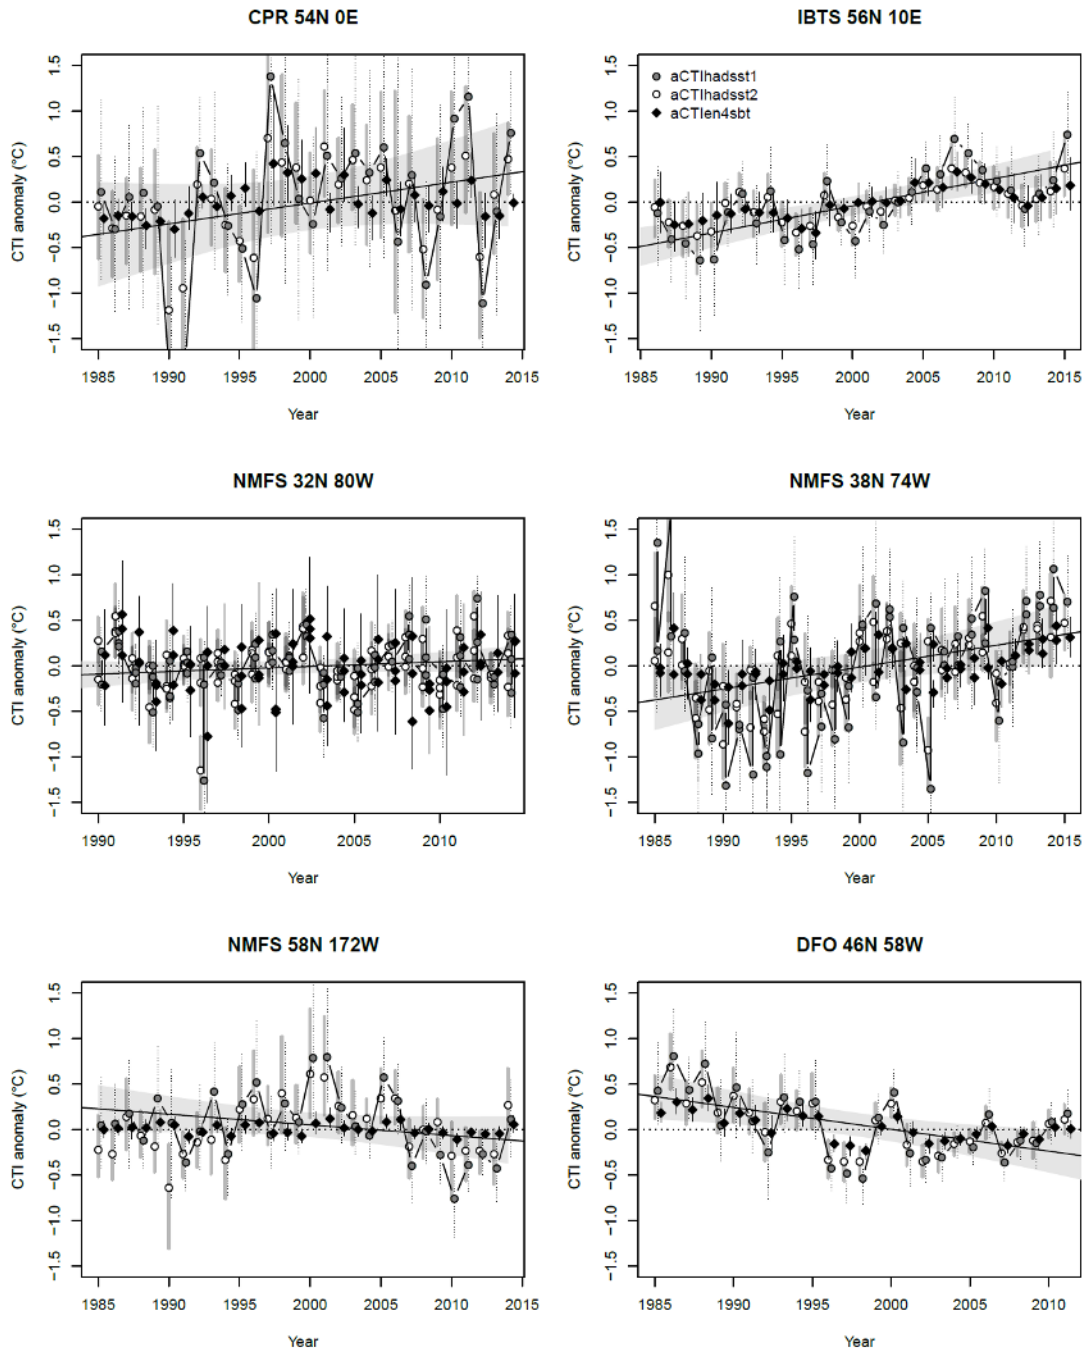 CPR 54N 0E
CTI anomaly (°C)
1.5
1.0
0.5
0.0
−0.5
−1.0
−1.5
1985 1990 1995 2000 2005 2010 2015
Year
IBTS 56N 10E
aCTIhadsst1
aCTIhadsst2
aCTIen4sbt
CTI anomaly (°C)
1.5
1.0
0.5
0.0
−0.5
−1.0
−1.5
1985 1990 1995 2000 2005 2010 2015
Year
NMFS 32N 80W
CTI anomaly (°C)
1.5
1.0
0.5
0.0
−0.5
−1.0
−1.5
1990 1995 2000 2005 2010
Year
NMFS 38N 74W
CTI anomaly (°C)
1.5
1.0
0.5
0.0
−0.5
−1.0
−1.5
1985 1990 1995 2000 2005 2010 2015
Year
NMFS 58N 172W
CTI anomaly (°C)
1.5
1.0
0.5
0.0
−0.5
−1.0
−1.5
1985 1990 1995 2000 2005 2010 2015
Year
DFO 46N 58W
CTI anomaly (°C)
1.5
1.0
0.5
0.0
−0.5
−1.0
−1.5
1985 1990 1995 2000 2005 2010
Year